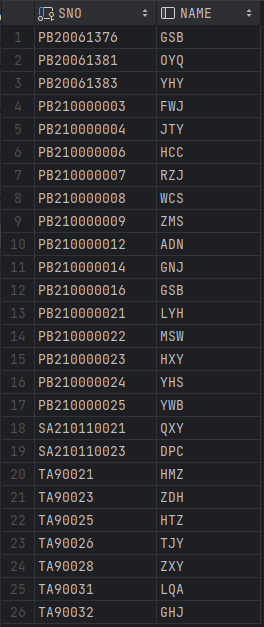 SNO NAME
1 PB20061376 GSB
2 PB20061381 OYQ
3 PB20061383 YHY
4 PB210000003 FWJ
5 PB210000004 JTY
6 PB210000006 HCC
7 PB210000007 RZJ
8 PB210000008 WCS
9 PB210000009 ZMS
10 PB210000012 ADN
11 PB210000014 GNJ
12 PB210000016 GSB
13 PB210000021 LYH
14 PB210000022 MSW
15 PB210000023 HXY
16 PB210000024 YHS
17 PB210000025 YWB
18 SA210110021 QXY
19 SA210110023 DPC
20 TA90021 HMZ
21 TA90023 ZDH
22 TA90025 HTZ
23 TA90026 TJY
24 TA90028 ZXY
25 TA90031 LQA
26 TA90032 GHJ